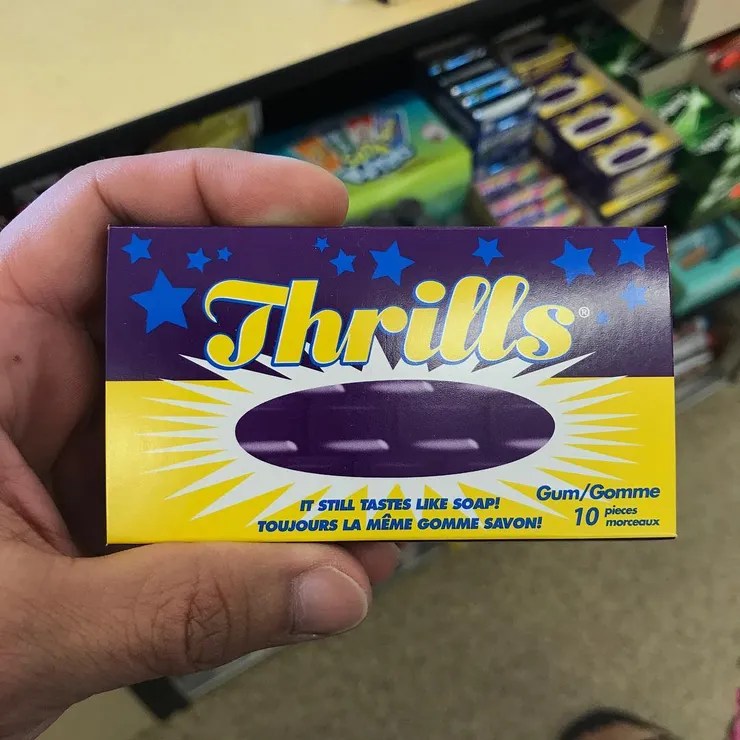 Thrills®
IT STILL TASTES LIKE SOAP!
TOUJOURS LA MÊME GOMME SAVON!
Gum/Gomme
10 pieces
morceaux